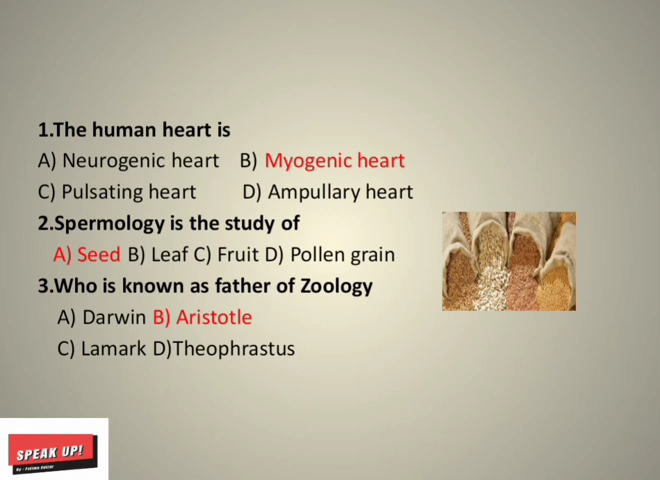 1.The human heart is
A) Neurogenic heart B) Myogenic heart
C) Pulsating heart D) Ampullary heart
2.Spermology is the study of
A) Seed B) Leaf C) Fruit D) Pollen grain
3.Who is known as father of Zoology
A) Darwin B) Aristotle
C) Lamark D)Theophrastus
SPEAK UP!
By - Fatima